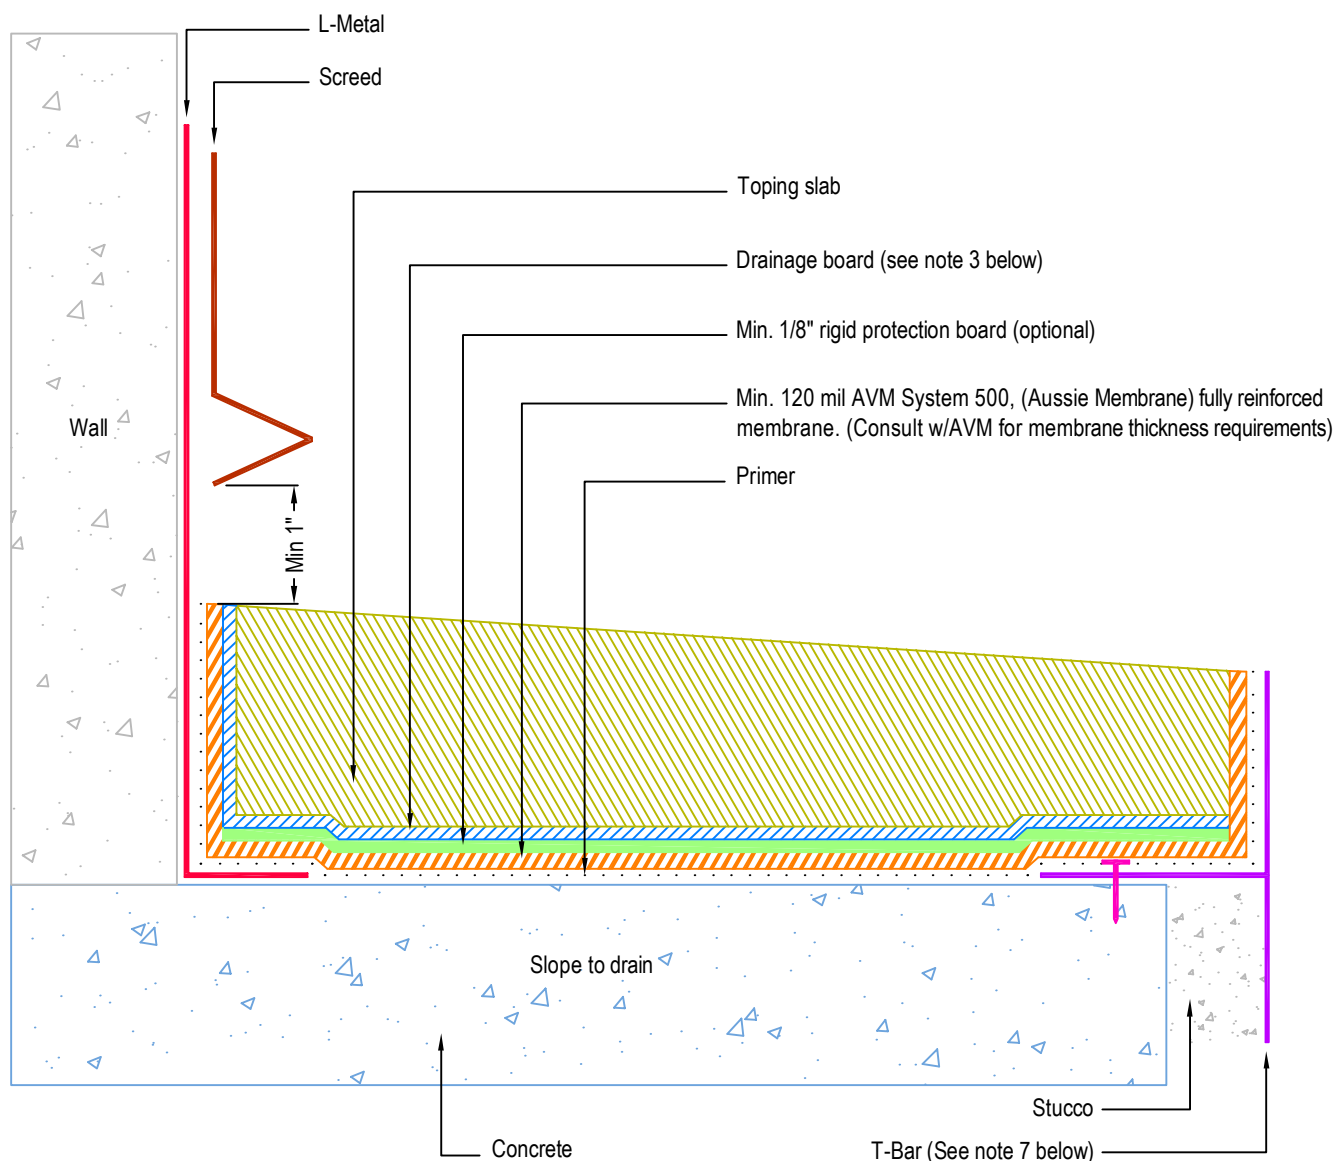 L-Metal
Screed
Toping slab
Drainage board (see note 3 below)
Min. 1/8" rigid protection board (optional)
Min. 120 mil AVM System 500, (Aussie Membrane) fully reinforced
membrane. (Consult w/AVM for membrane thickness requirements)
Wall
Primer
Min 1"
Slope to drain
Stucco
Concrete
T-Bar (See note 7 below)